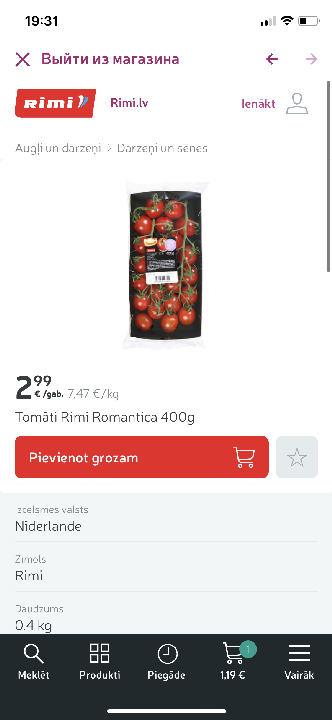 19:31
Выйти из магазина
Rimi
Rimi.lv
Ienākt
Augļi un dārzeņi > Dārzeņi un sēnes
2 99
€ /gab. 7,47 €/kg
Tomāti Rimi Romantica 400g
Pievienot grozam
Izcelsmes valsts
Nīderlande
Zīmols
Rimi
Daudzums
0.4 kg
1
Meklēt Produkti Piegāde 1,19 € Vairāk